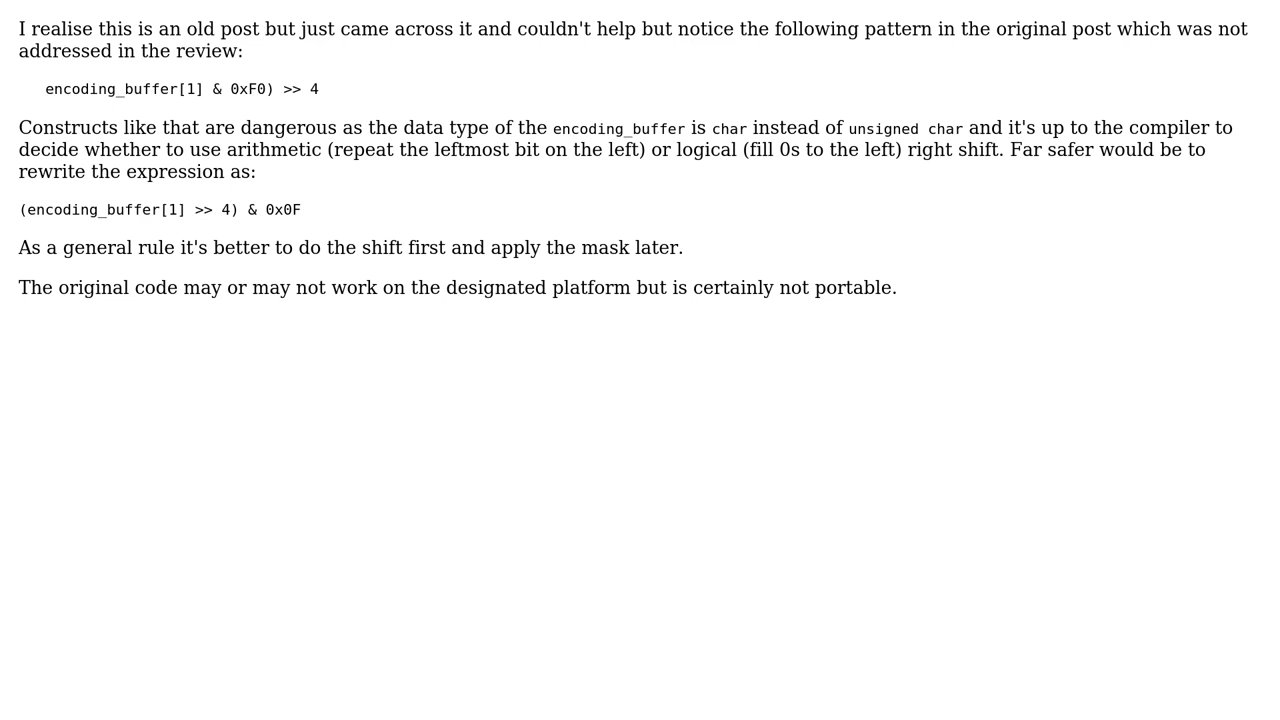 I realise this is an old post but just came across it and couldn't help but notice the following pattern in the original post which was not
addressed in the review:
encoding_buffer[1] & 0xF0) >> 4
Constructs like that are dangerous as the data type of the encoding_buffer is char instead of unsigned char and it's up to the compiler to
decide whether to use arithmetic (repeat the leftmost bit on the left) or logical (fill 0s to the left) right shift. Far safer would be to
rewrite the expression as:
(encoding_buffer[1] >> 4) & 0x0F
As a general rule it's better to do the shift first and apply the mask later.
The original code may or may not work on the designated platform but is certainly not portable.